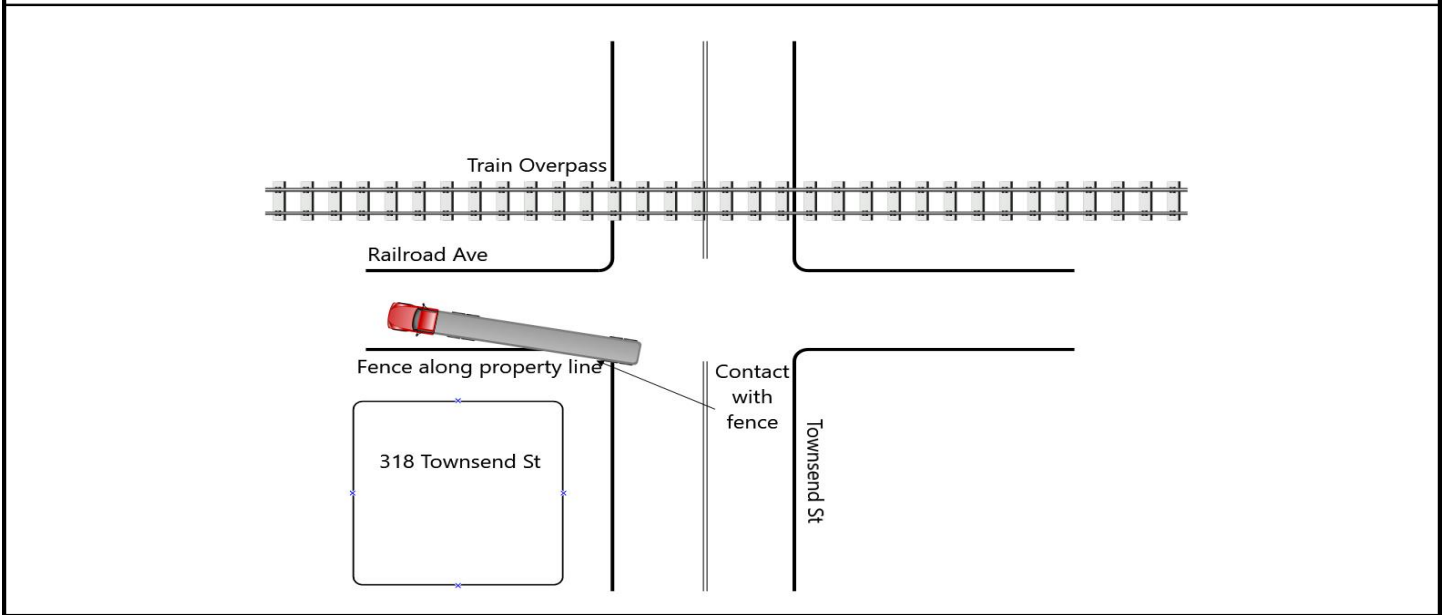 Train Overpass
Railroad Ave
Fence along property line
Contact
with
fence
318 Townsend St
Townsend St